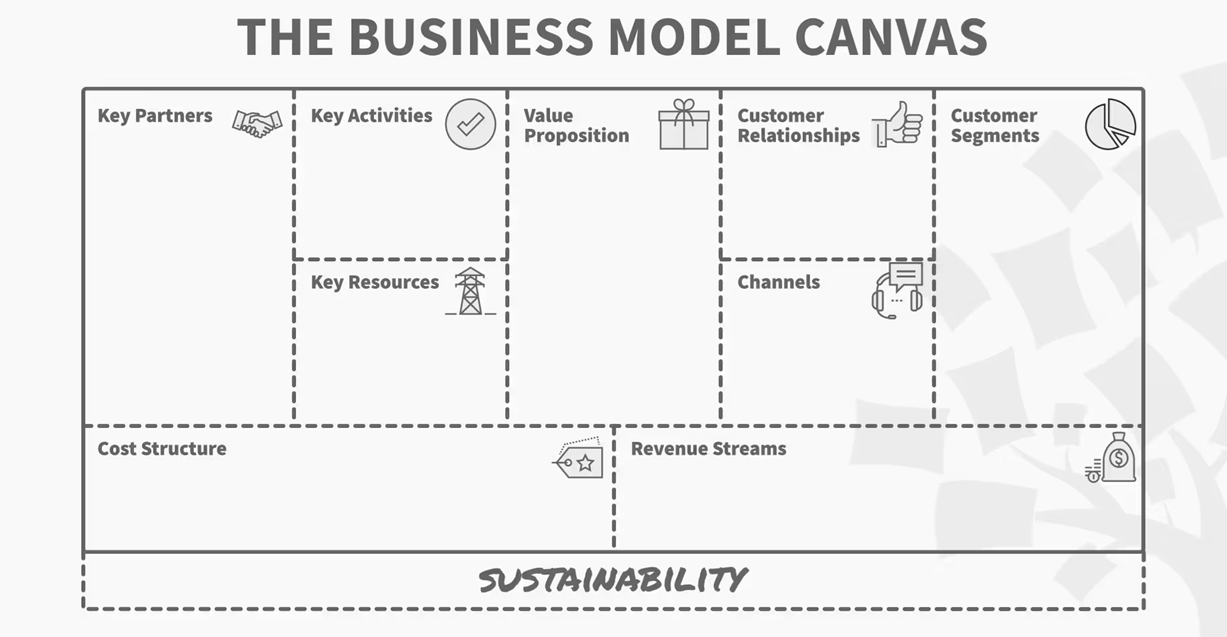 THE BUSINESS MODEL CANVAS
Key Partners
Key Activities
Value
Proposition
Customer
Relationships
Customer
Segments
Key Resources
Channels
Cost Structure
Revenue Streams
$
SUSTAINABILITY